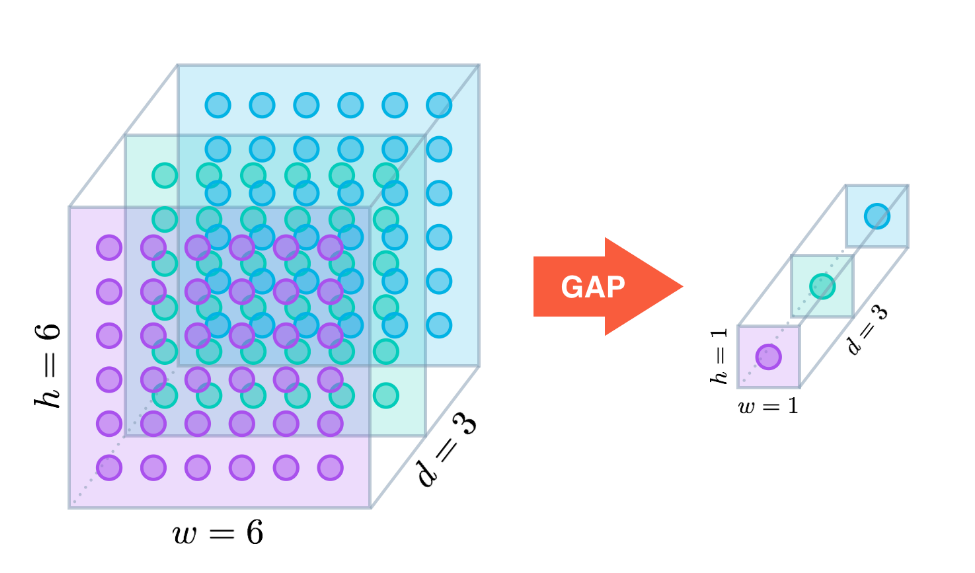 h = 6
w = 6
d = 3
GAP
h = 1
w = 1
d = 3